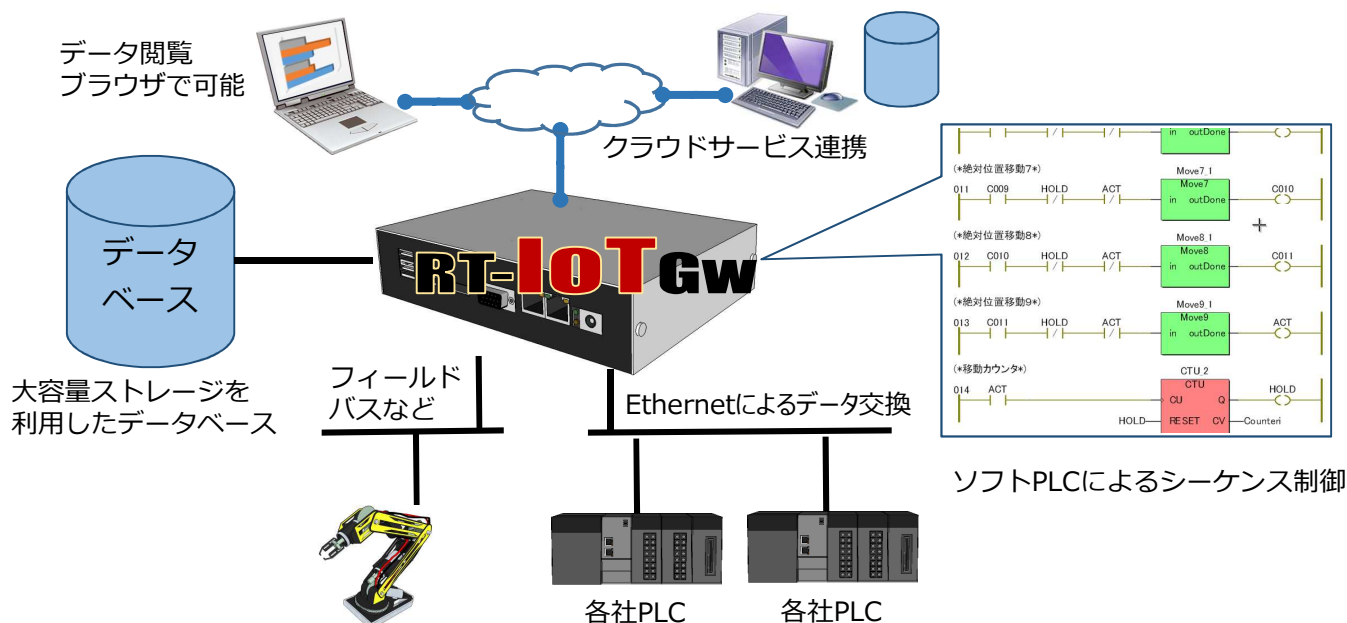 データ閲覧
ブラウザで可能
クラウドサービス連携
データ
ベース
大容量ストレージを
利用したデータベース
RT-IoTGW
フィールド
バスなど
Ethernetによるデータ交換
各社PLC
各社PLC
in outDone
(*絶対位置移動7*)
Move7_1
011 C009 HOLD ACT Move7 C010
in outDone
(*絶対位置移動8*)
Move8_1
012 C010 HOLD ACT Move8 C011
in outDone
(*絶対位置移動9*)
Move9_1
013 C011 HOLD ACT Move9 ACT
in outDone
(*移動カウンタ*)
CTU_2
014 ACT CTU HOLD
CU Q
HOLD RESET CV Counteri
ソフトPLCによるシーケンス制御